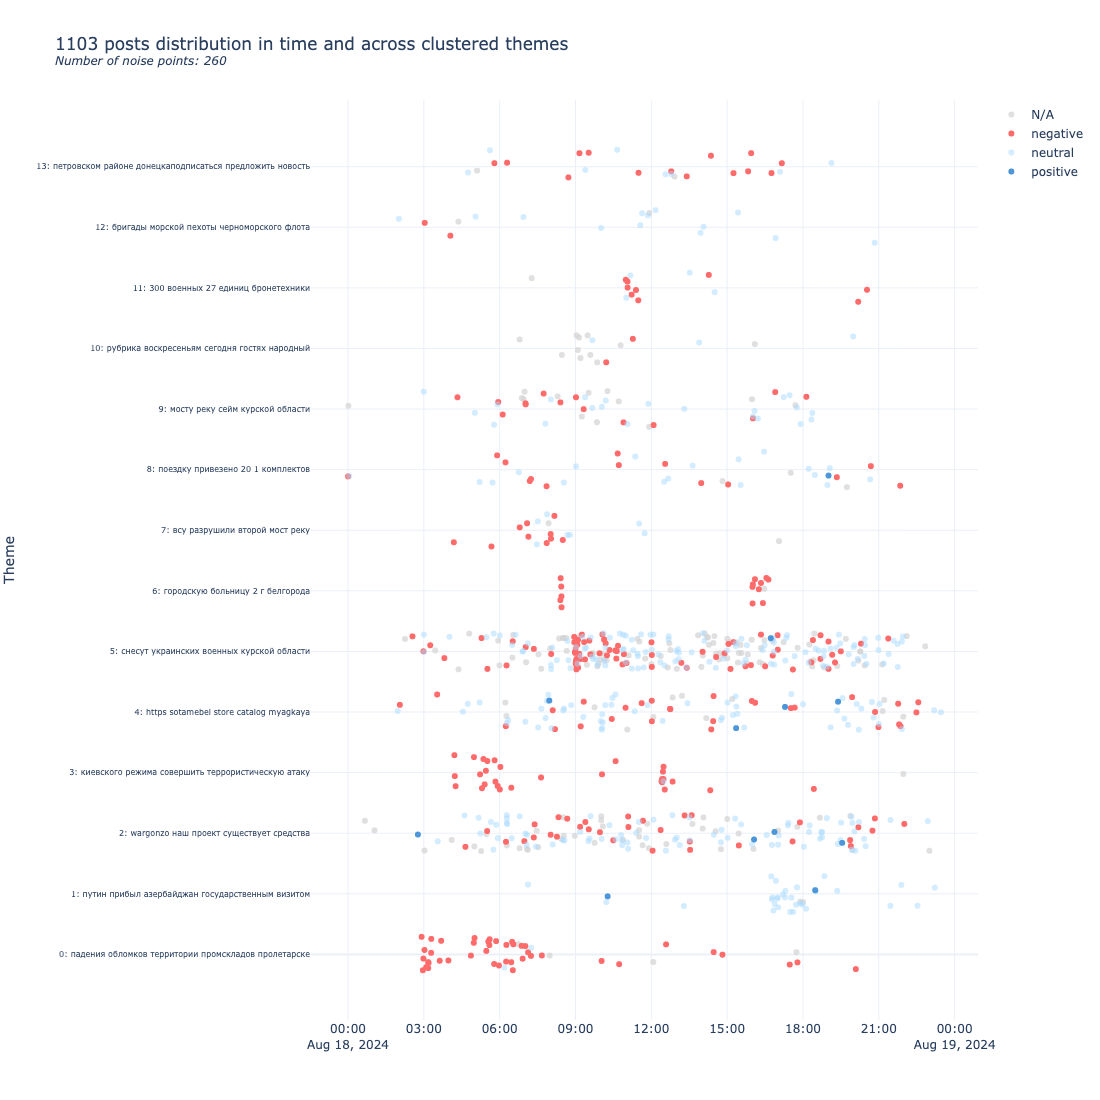 1103 posts distribution in time and across clustered themes
Number of noise points: 260
N/A
negative
neutral
positive
Theme
13: петровском районе донецкаподписаться предложить новость
12: бригады морской пехоты черноморского флота
11: 300 военных 27 единиц бронетехники
10: рубрика воскресеньям сегодня гостях народный
9: мосту реку сейм курской области
8: поездку привезено 20 1 комплектов
7: всу разрушили второй мост реку
6: городскую больницу 2 г белгорода
5: снесут украинских военных курской области
4: https sotamebel store catalog myagkaya
3: киевского режима совершить террористическую атаку
2: wargonzo наш проект существует средства
1: путин прибыл азербайджан государственным визитом
0: падения обломков территории промскладов пролетарске
00:00 03:00 06:00 09:00 12:00 15:00 18:00 21:00 00:00
Aug 18, 2024 Aug 19, 2024